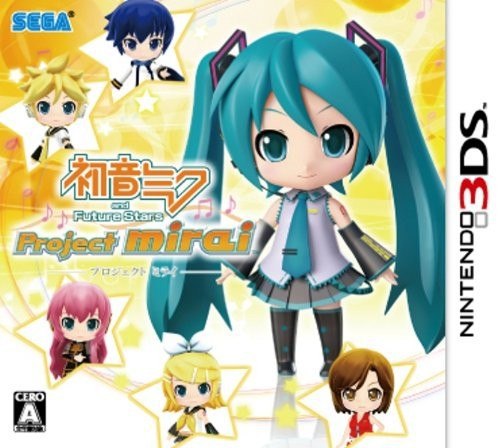 SEGA
NINTENDO 3DS™
初音ミク
and
Future Stars
Project mirai
プロジェクト ミライ
CERO
A